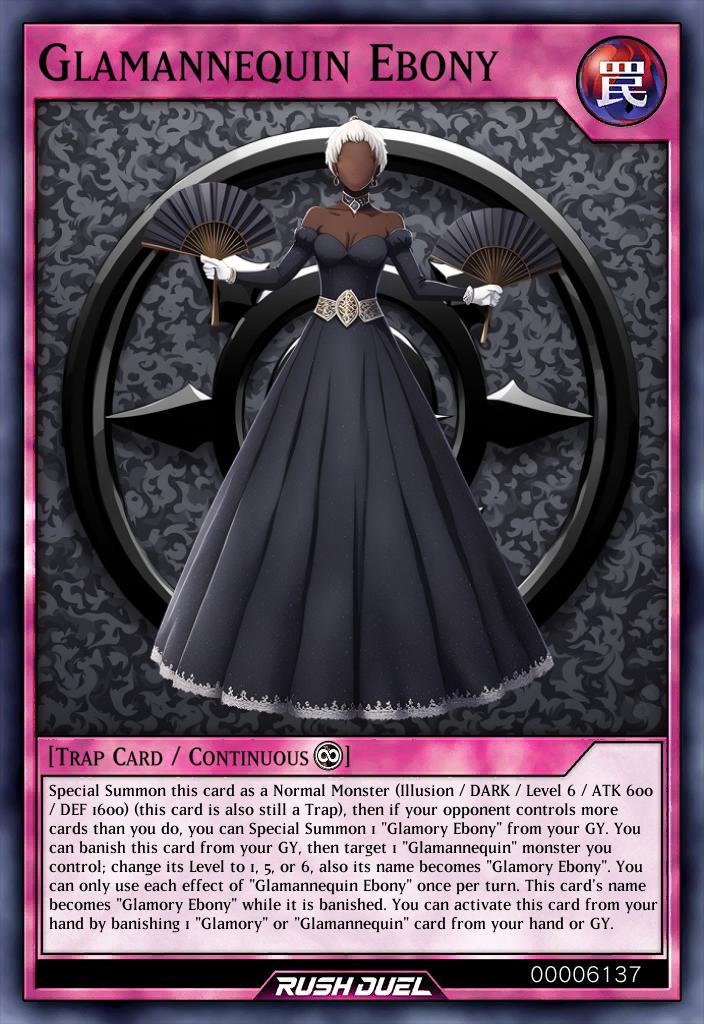 Glamannequin Ebony
罠
[Trap Card / Continuous ∞]
Special Summon this card as a Normal Monster (Illusion / DARK / Level 6 / ATK 600
/ DEF 1600) (this card is also still a Trap), then if your opponent controls more
cards than you do, you can Special Summon 1 "Glamory Ebony" from your GY. You
can banish this card from your GY, then target 1 "Glamannequin" monster you
control; change its Level to 1, 5, or 6, also its name becomes "Glamory Ebony". You
can only use each effect of "Glamannequin Ebony" once per turn. This card's name
becomes "Glamory Ebony" while it is banished. You can activate this card from your
hand by banishing 1 "Glamory" or "Glamannequin" card from your hand or GY.
00006137
RUSH DUEL